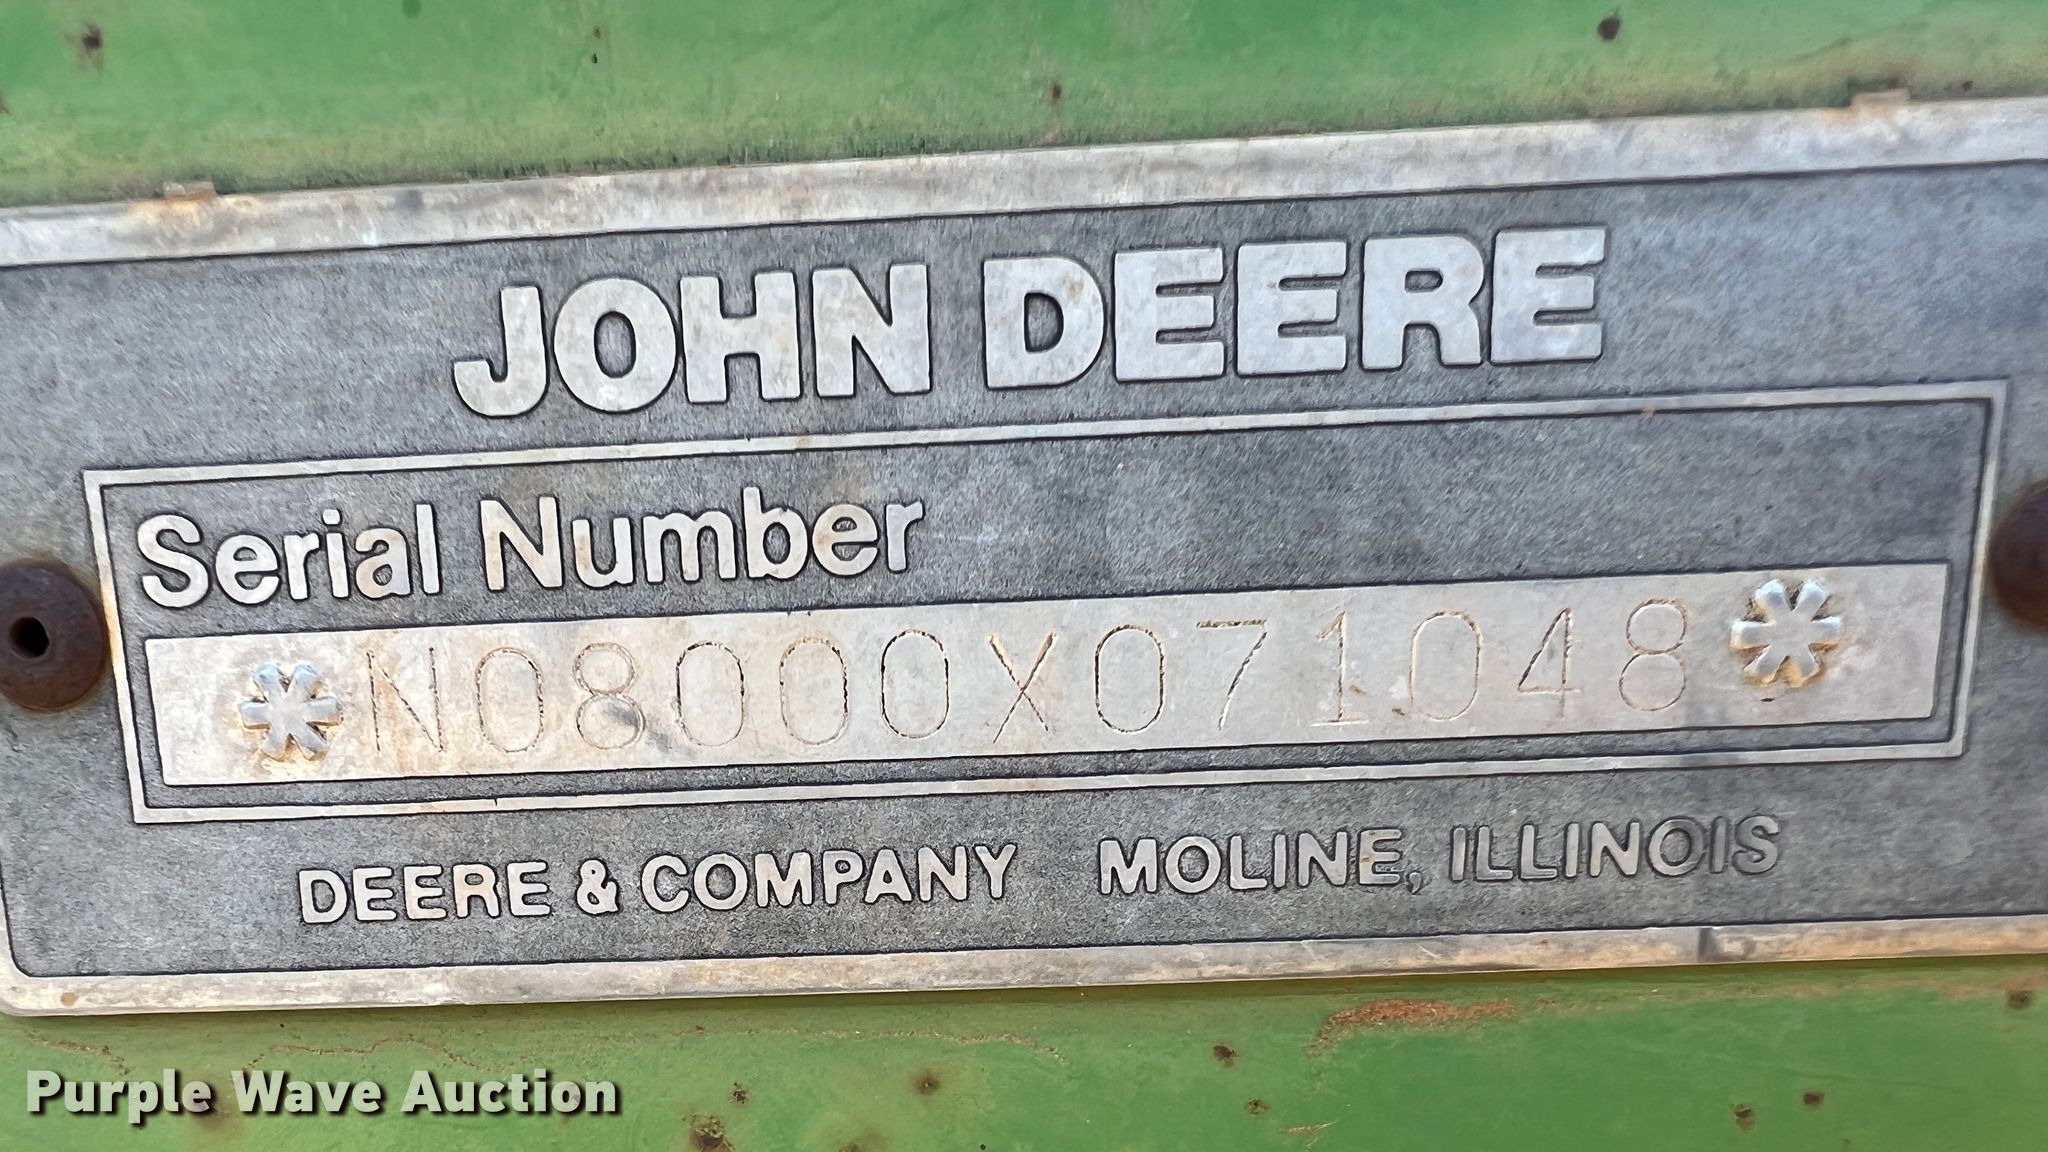 JOHN DEERE
Serial Number
*N08000X071048*
DEERE & COMPANY MOLINE, ILLINOIS
Purple Wave Auction